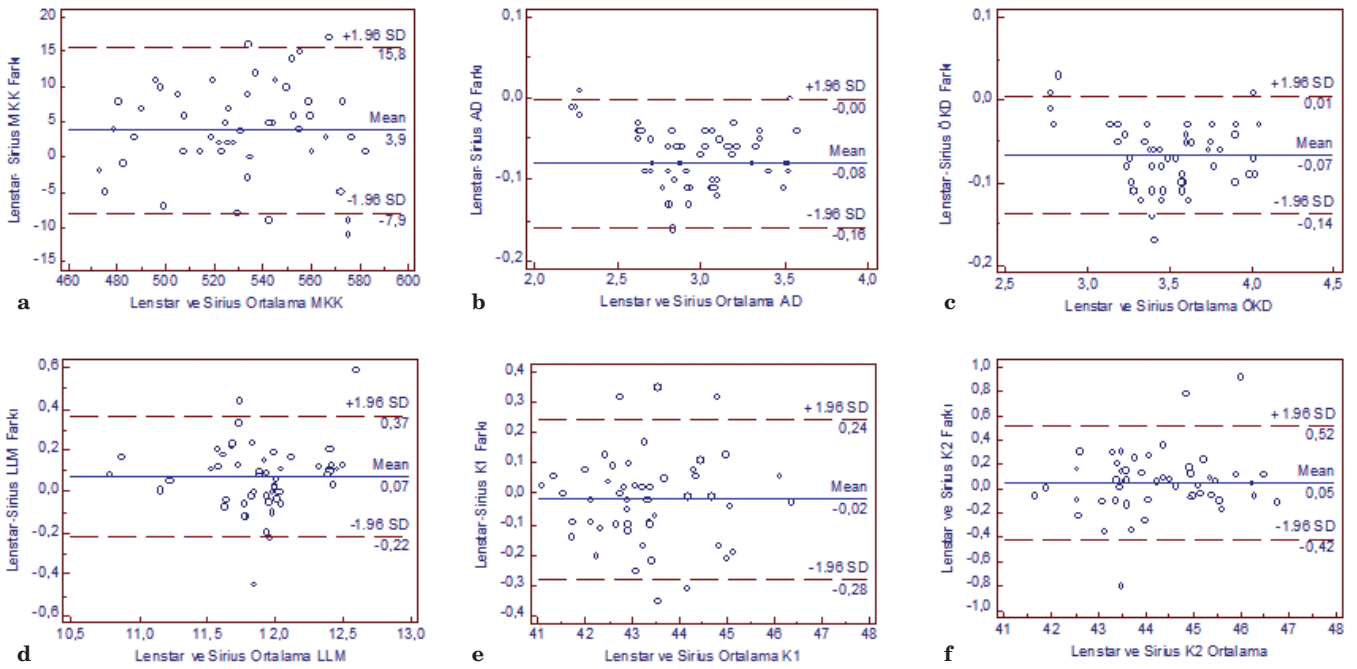 Lenstar- Sirius MKK Farkı
20
15
10
5
0
-5
-10
-15
+1.96 SD
15,8
Mean
3,9
-1.96 SD
-7,9
460 480 500 520 540 560 580 600
Lenstar ve Sirius Ortalama MKK
a
Lenstar- Sirius AD Farkı
0,1
0,0
-0,1
-0,2
+1.96 SD
-0,00
Mean
-0,08
-1.96 SD
-0,16
2,0 2,5 3,0 3,5 4,0
Lenstar ve Sirius Ortalama AD
b
Lenstar-Sirius ÖKD Farkı
0,1
0,0
-0,1
-0,2
+1.96 SD
0,01
Mean
-0,07
-1.96 SD
-0,14
2,5 3,0 3,5 4,0 4,5
Lenstar ve Sirius Ortalama ÖKD
c
Lenstar-Sirius LLM Farkı
0,6
0,4
0,2
0,0
-0,2
-0,4
-0,6
+1.96 SD
0,37
Mean
0,07
-1.96 SD
-0,22
10,5 11,0 11,5 12,0 12,5 13,0
Lenstar ve Sirius Ortalama LLM
d
Lenstar-Sirius K1 Farkı
0,4
0,3
0,2
0,1
0,0
-0,1
-0,2
-0,3
-0,4
+1.96 SD
0,24
Mean
-0,02
-1.96 SD
-0,28
41 42 43 44 45 46 47 48
Lenstar ve Sirius Ortalama K1
e
Lenstar ve Sirius K2 Farkı
1,0
0,8
0,6
0,4
0,2
0,0
-0,2
-0,4
-0,6
-0,8
-1,0
+1.96 SD
0,52
Mean
0,05
-1.96 SD
-0,42
41 42 43 44 45 46 47 48
Lenstar ve Sirius K2 Ortalama
f